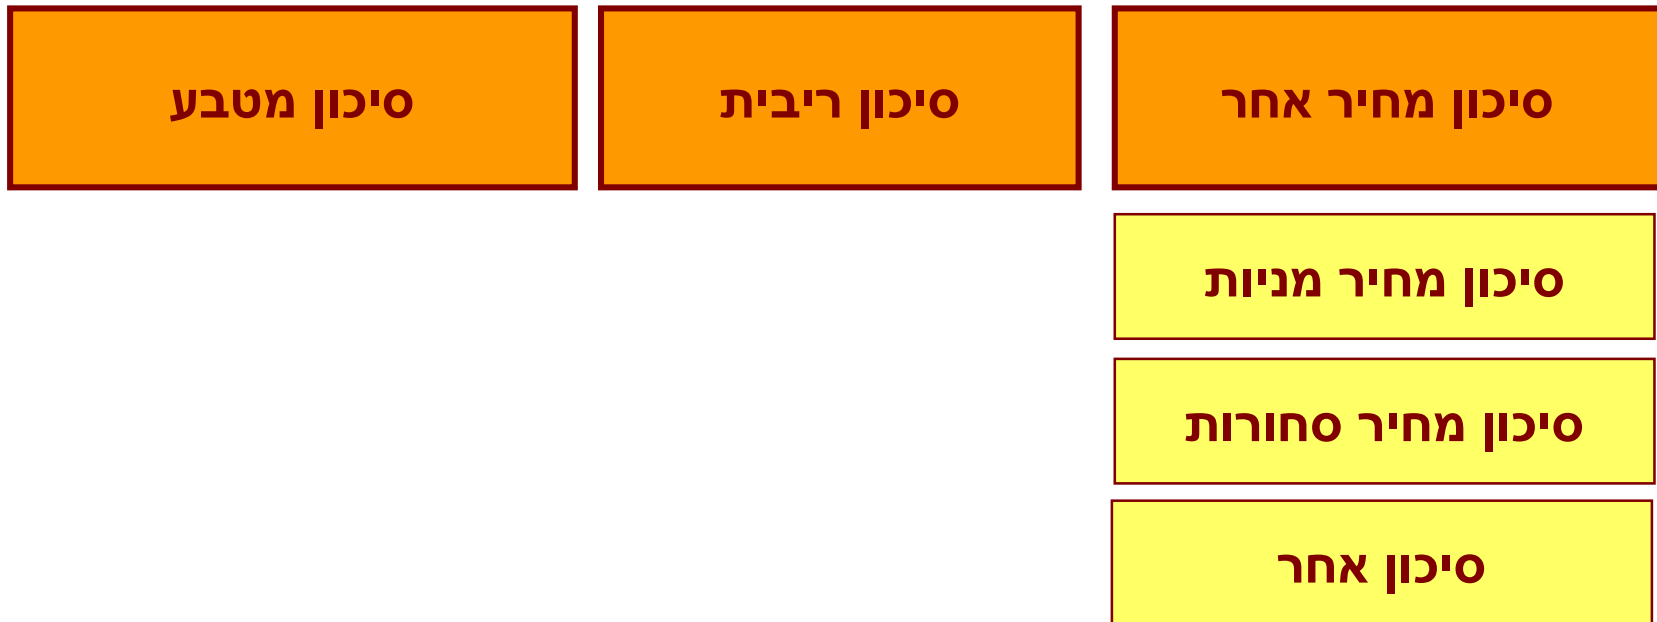 סיכון מחיר אחר
סיכון ריבית
סיכון מטבע
סיכון מחיר מניות
סיכון מחיר סחורות
סיכון אחר